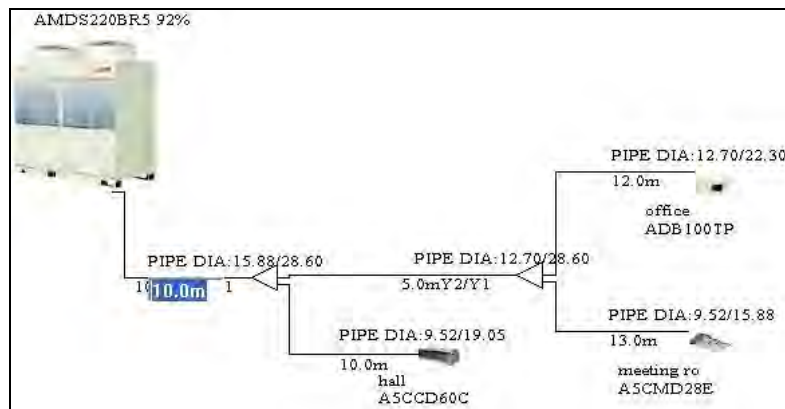 AMDS220BR5 92%
PIPE DIA:12.70/22.30
12.0m
office
ADB100TP
PIPE DIA:15.88/28.60
PIPE DIA:12.70/28.60
10.0m
1
5.0mY2/Y1
PIPE DIA:9.52/15.88
13.0m
meeting ro
A5CMD28E
PIPE DIA:9.52/19.05
10.0m
hall
A5CCD60C